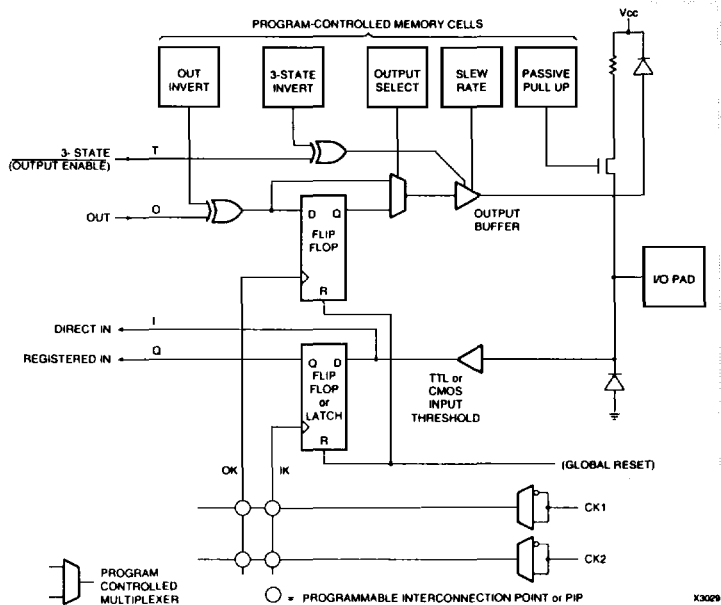 PROGRAM-CONTROLLED MEMORY CELLS
Vcc
OUT
INVERT
3-STATE
INVERT
OUTPUT
SELECT
SLEW
RATE
PASSIVE
PULL UP
3- STATE
(OUTPUT ENABLE)
T
OUT
O
D Q
FLIP
FLOP
R
OUTPUT
BUFFER
I/O PAD
DIRECT IN
I
REGISTERED IN
Q
Q D
FLIP
FLOP
or
LATCH
R
TTL or
CMOS
INPUT
THRESHOLD
OK
IK
(GLOBAL RESET)
CK1
CK2
PROGRAM
CONTROLLED
MULTIPLEXER
= PROGRAMMABLE INTERCONNECTION POINT or PIP
X3029